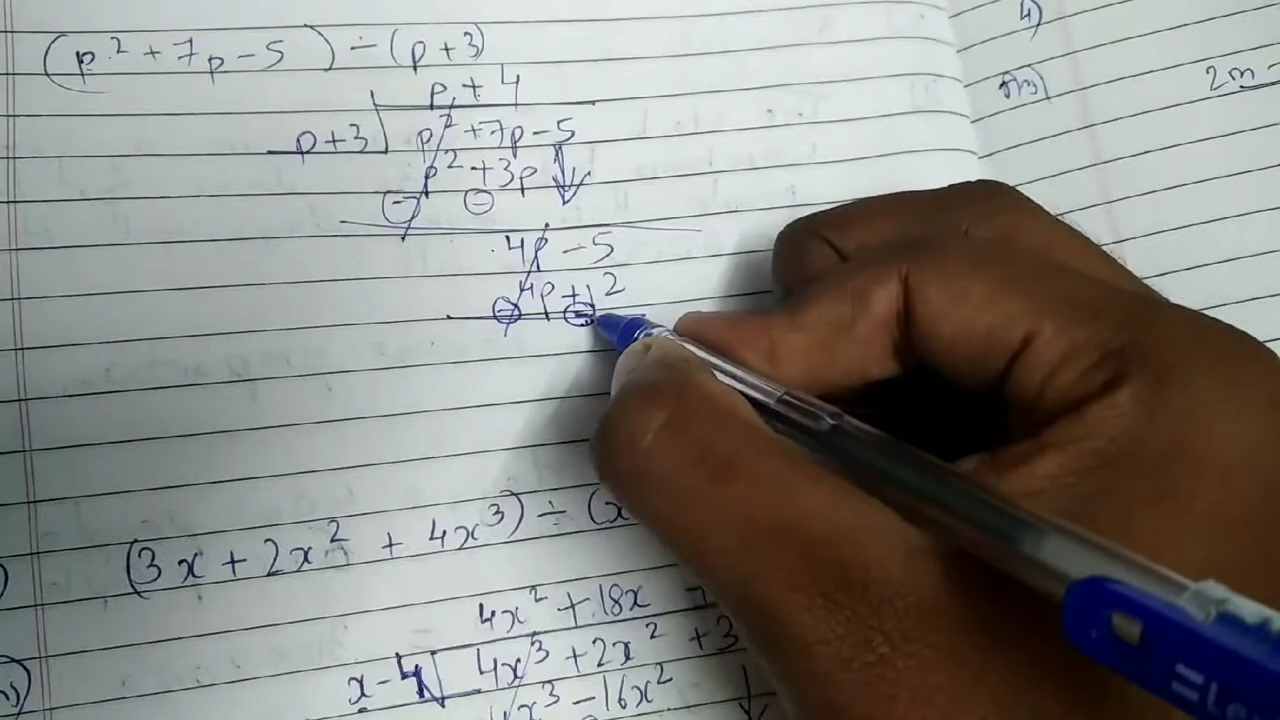 (p² + 7p - 5) ÷ (p + 3)
p + 4
p + 3 p² + 7p - 5
p² + 3p
- -
4p - 5
4p + 12
- -
(3x + 2x² + 4x³) ÷ (x
4x² + 18x
x - 4 4x³ + 2x² + 3
4x³ - 16x²
4)
2m -